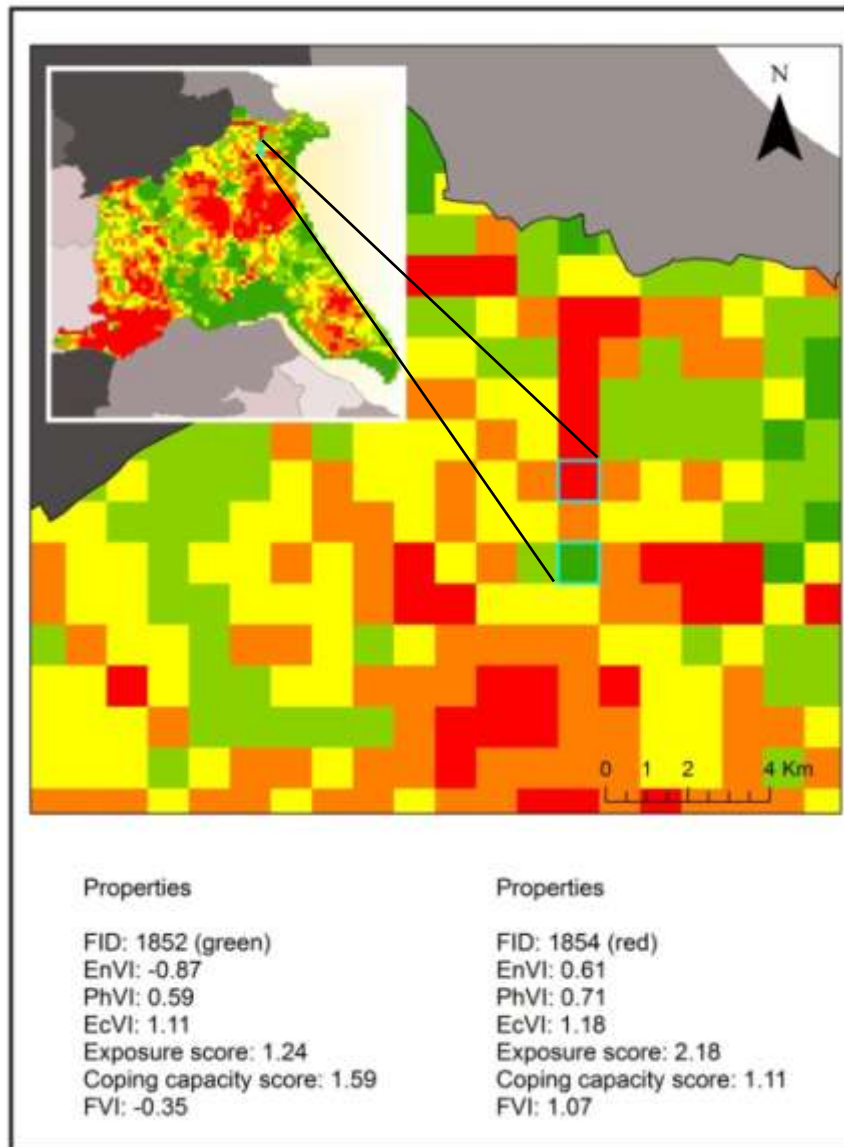 N
0 1 2 4 Km
Properties
FID: 1852 (green)
EnVI: -0.87
PhVI: 0.59
EcVI: 1.11
Exposure score: 1.24
Coping capacity score: 1.59
FVI: -0.35
Properties
FID: 1854 (red)
EnVI: 0.61
PhVI: 0.71
EcVI: 1.18
Exposure score: 2.18
Coping capacity score: 1.11
FVI: 1.07